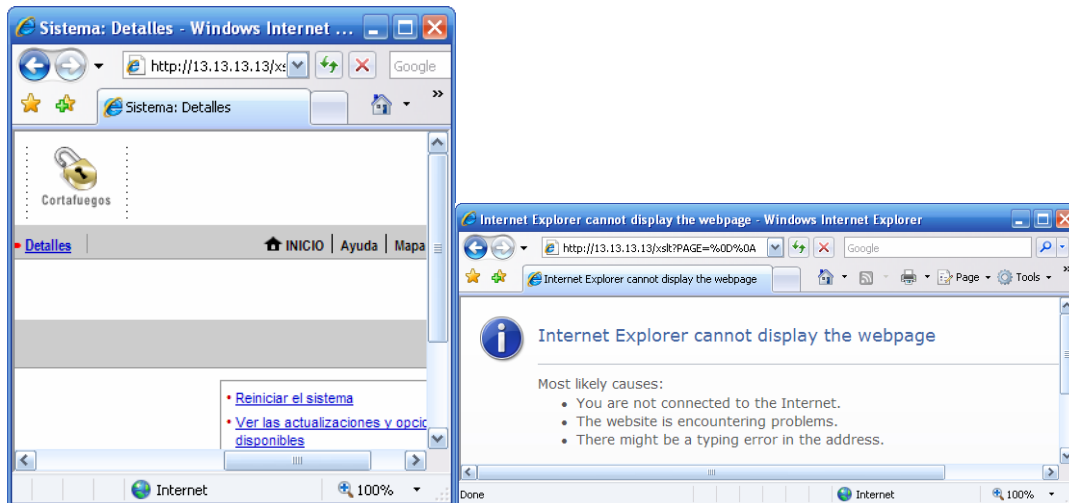 Sistema: Detalles - Windows Internet ...
http://13.13.13.13/xs
Google
Sistema: Detalles
»
Cortafuegos
Detalles
INICIO | Ayuda | Mapa
• Reiniciar el sistema
• Ver las actualizaciones y opcio
disponibles
Internet
100%
Internet Explorer cannot display the webpage - Windows Internet Explorer
http://13.13.13.13/xslt?PAGE=%0D%0A
Google
Internet Explorer cannot display the webpage
Page
Tools
»
Internet Explorer cannot display the webpage
Most likely causes:
• You are not connected to the Internet.
• The website is encountering problems.
• There might be a typing error in the address.
Done
Internet
100%